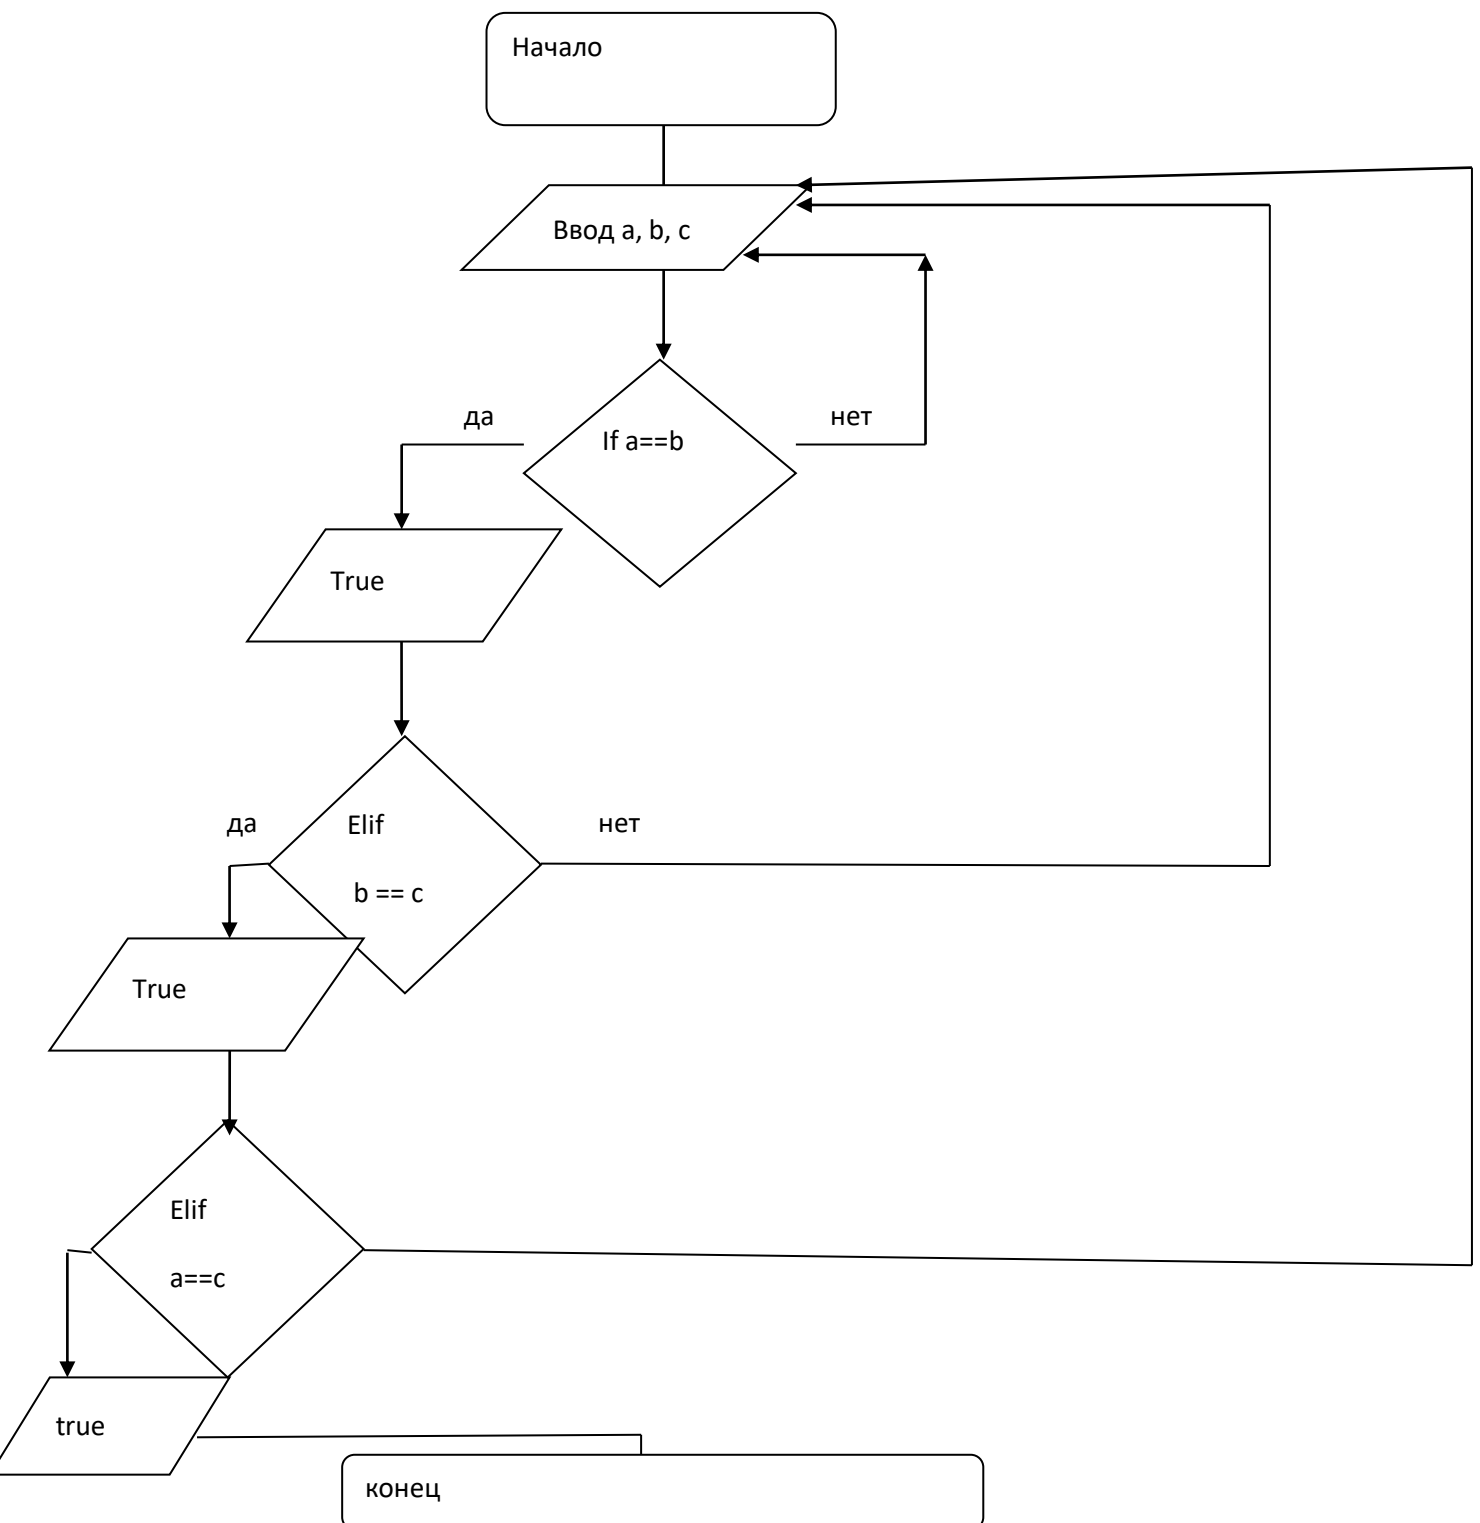 Начало
Ввод a, b, c
да
нет
If a==b
True
да
Elif
нет
b == c
True
Elif
a==c
true
конец